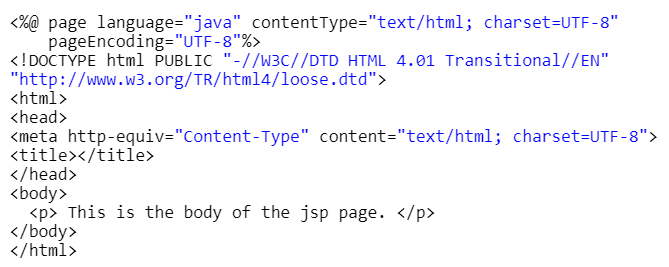 <%@ page language="java" contentType="text/html; charset=UTF-8"
    pageEncoding="UTF-8"%>
<!DOCTYPE html PUBLIC "-//W3C//DTD HTML 4.01 Transitional//EN"
"http://www.w3.org/TR/html4/loose.dtd">
<html>
<head>
<meta http-equiv="Content-Type" content="text/html; charset=UTF-8">
<title></title>
</head>
<body>
  <p> This is the body of the jsp page. </p>
</body>
</html>